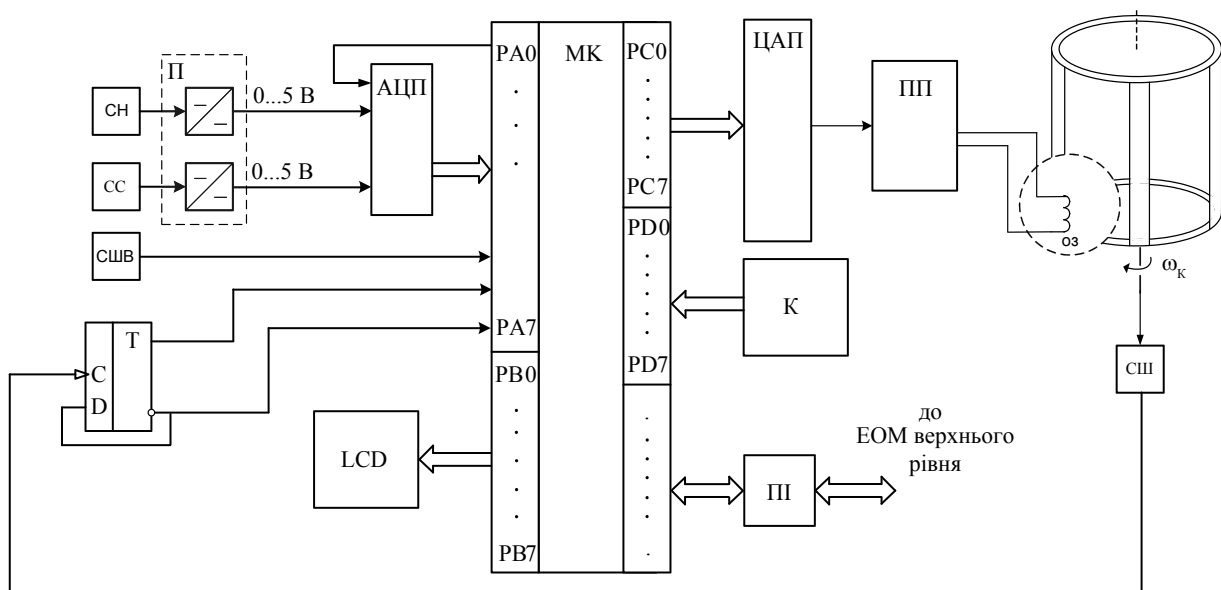 П
СН
0...5 В
СС
0...5 В
АЦП
СШВ
Т
C
D
LCD
PA0
PA7
PB0
PB7
МК
PC0
PC7
PD0
PD7
ЦАП
ПП
К
ПІ
до
ЕОМ верхнього
рівня
ОЗ
ωК
СШ